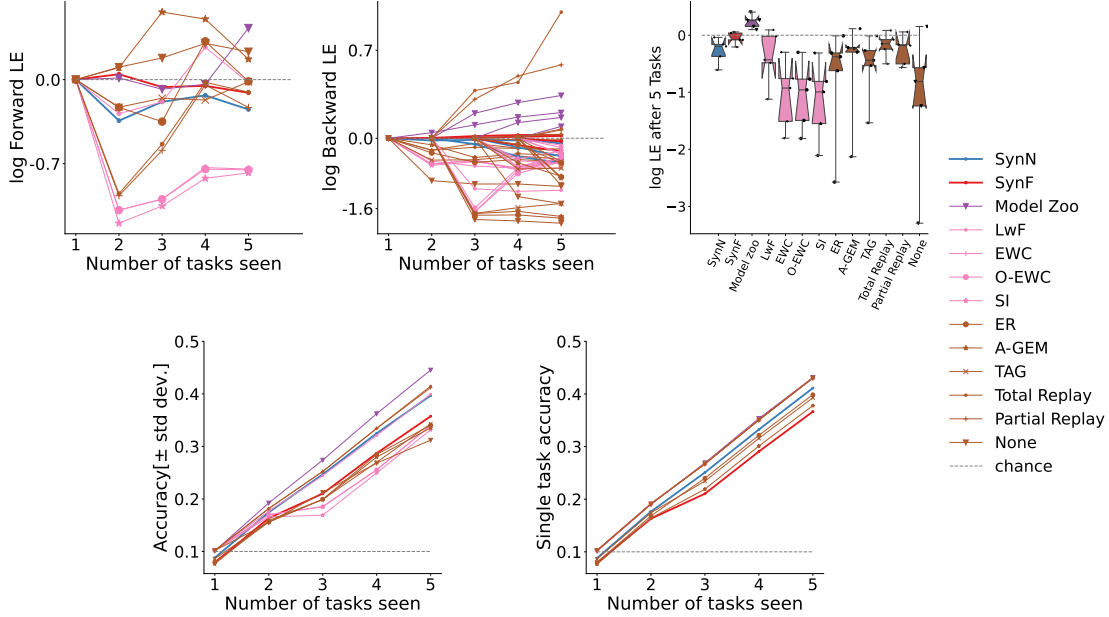 log Forward LE
0.0
-0.7
1 2 3 4 5
Number of tasks seen
log Backward LE
0.7
0.0
-1.6
1 2 3 4 5
Number of tasks seen
log LE after 5 Tasks
0
−1
−2
−3
SynN
SynF
Model zoo
LwF
EWC
O-EWC
SI
ER
A-GEM
TAG
Total Replay
Partial Replay
None
SynN
SynF
Model Zoo
LwF
EWC
O-EWC
SI
ER
A-GEM
TAG
Total Replay
Partial Replay
None
chance
Accuracy[± std dev.]
0.5
0.4
0.3
0.2
0.1
1 2 3 4 5
Number of tasks seen
Single task accuracy
0.5
0.4
0.3
0.2
0.1
1 2 3 4 5
Number of tasks seen